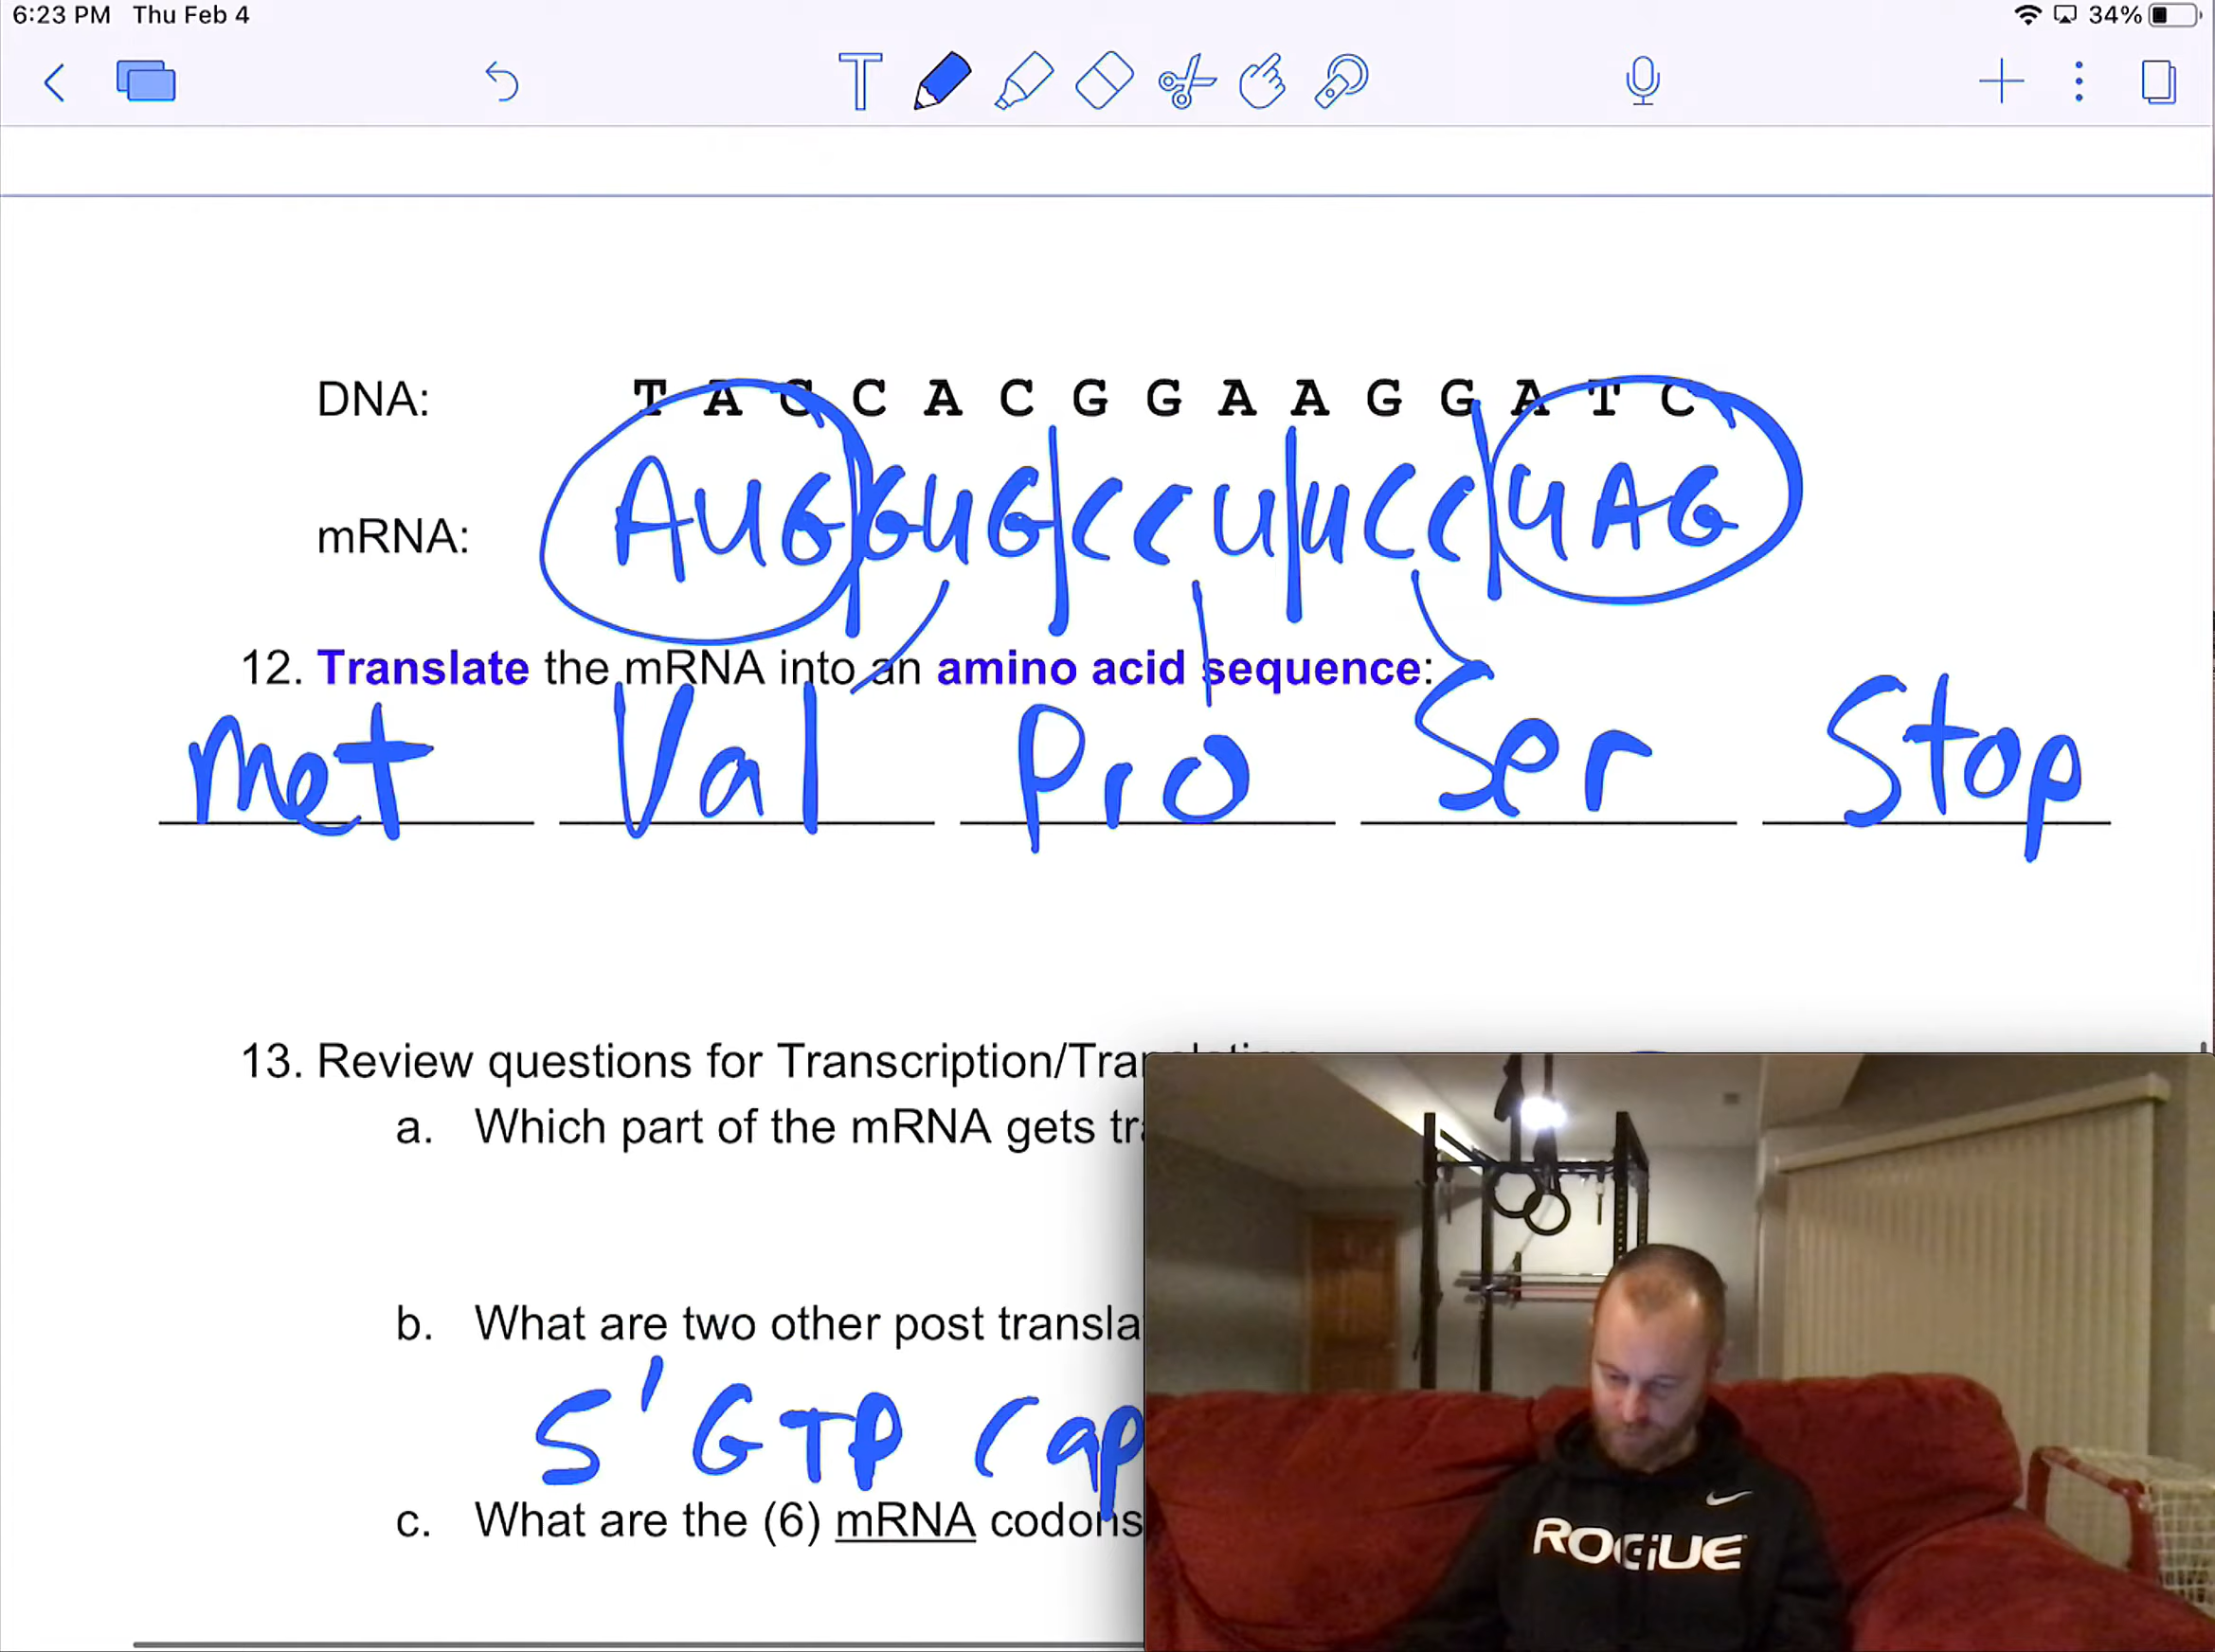 6:23 PM Thu Feb 4 34%
DNA: T A C C A C G G A A G G A T C
mRNA: AUG GUG CCU UCC UAG
12. Translate the mRNA into an amino acid sequence:
Met Val Pro Ser Stop
13. Review questions for Transcription/Tra
a. Which part of the mRNA gets tr
b. What are two other post transla
5' GTP Cap
c. What are the (6) mRNA codons
ROGUE